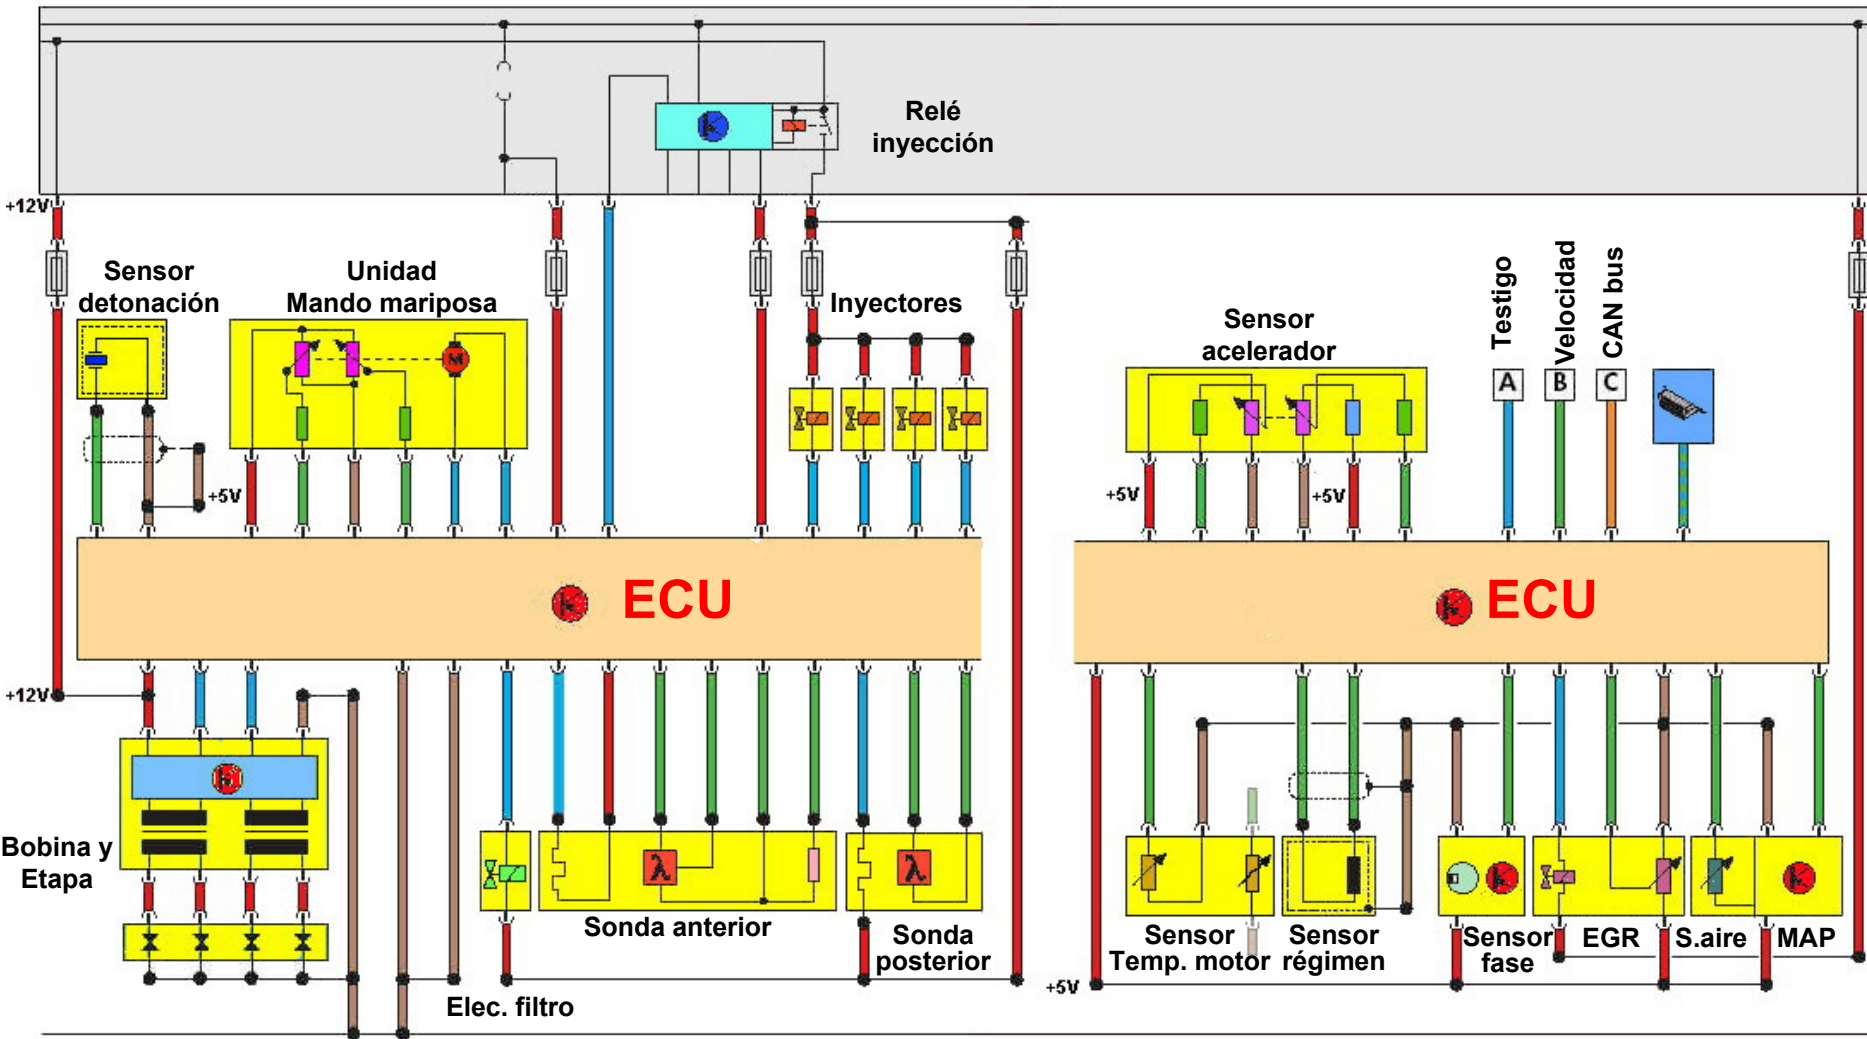 Relé
inyección
+12V
Sensor
detonación
Unidad
Mando mariposa
Inyectores
Sensor
acelerador
Testigo
Velocidad
CAN bus
A
B
C
M
+5V
+5V
+5V
ECU
ECU
+12V
Bobina y
Etapa
λ
λ
Sonda anterior
Sonda
posterior
Elec. filtro
Sensor
Temp. motor
Sensor
régimen
Sensor
fase
EGR
S.aire
MAP
+5V